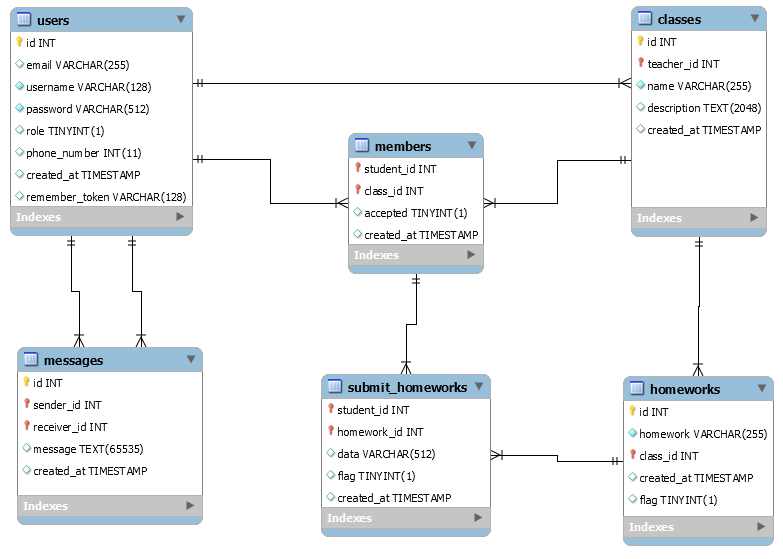 users
id INT
email VARCHAR(255)
username VARCHAR(128)
password VARCHAR(512)
role TINYINT(1)
phone_number INT(11)
created_at TIMESTAMP
remember_token VARCHAR(128)
Indexes
classes
id INT
teacher_id INT
name VARCHAR(255)
description TEXT(2048)
created_at TIMESTAMP
Indexes
members
student_id INT
class_id INT
accepted TINYINT(1)
created_at TIMESTAMP
Indexes
messages
id INT
sender_id INT
receiver_id INT
message TEXT(65535)
created_at TIMESTAMP
Indexes
submit_homeworks
student_id INT
homework_id INT
data VARCHAR(512)
flag TINYINT(1)
created_at TIMESTAMP
Indexes
homeworks
id INT
homework VARCHAR(255)
class_id INT
created_at TIMESTAMP
flag TINYINT(1)
Indexes